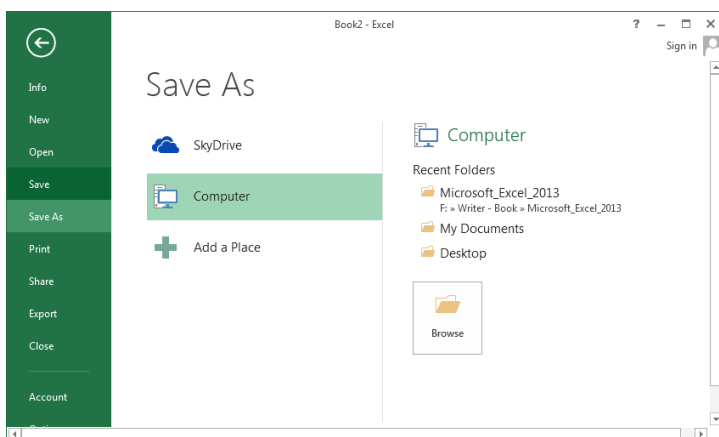 Book2 - Excel
?
Sign in
Info
New
Open
Save
Save As
Print
Share
Export
Close
Account
Save As
SkyDrive
Computer
Add a Place
Computer
Recent Folders
Microsoft_Excel_2013
F: » Writer - Book » Microsoft_Excel_2013
My Documents
Desktop
Browse